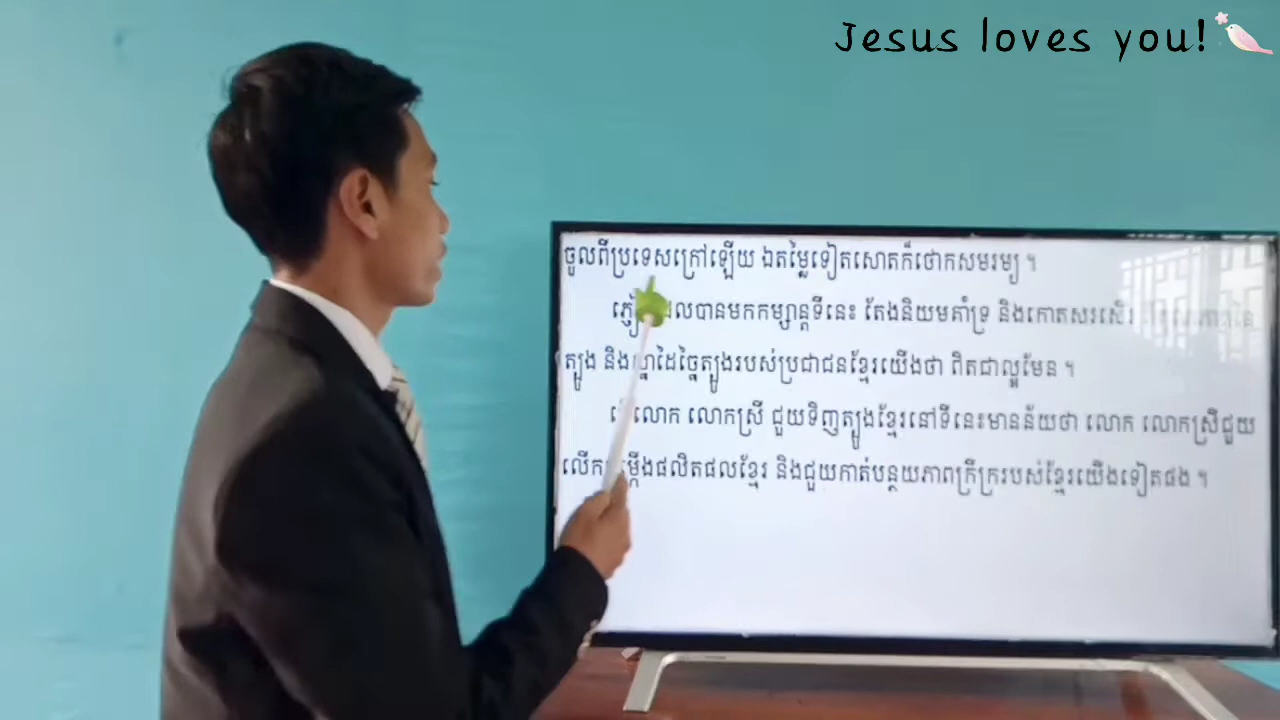 Jesus loves you!
ចូលពីប្រទេសក្រៅឡើយ ឯតម្លៃទៀតសោតក៏ថោកសមរម្យ ។
ដែលបានមកកម្សាន្តទីនេះ តែងនិយមគាំទ្រ និងកោតសរសើរ
ត្បូង និង ដៃច្នៃត្បូងរបស់ប្រជាជនខ្មែរយើងថា ពិតជាល្អមែន ។
លោក លោកស្រី ជួយទិញត្បូងខ្មែរនៅទីនេះមានន័យថា លោក លោកស្រីជួយ
ផលិតផលខ្មែរ និងជួយកាត់បន្ថយភាពក្រីក្ររបស់ខ្មែរយើងទៀតផង ។